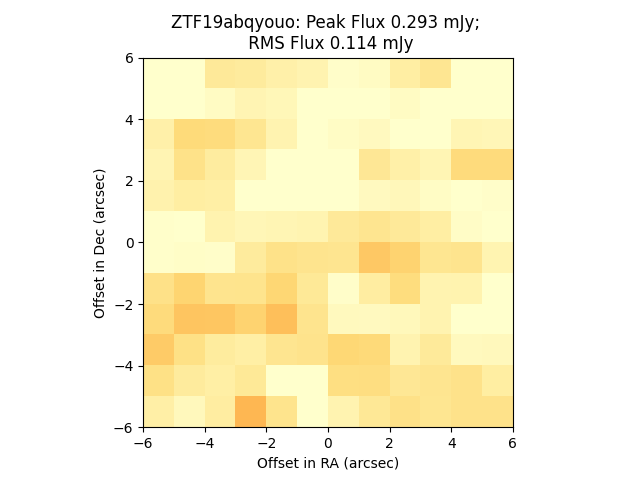 ZTF19abqyouo: Peak Flux 0.293 mJy;
RMS Flux 0.114 mJy
6
4
2
0
−2
−4
−6
Offset in Dec (arcsec)
−6 −4 −2 0 2 4 6
Offset in RA (arcsec)